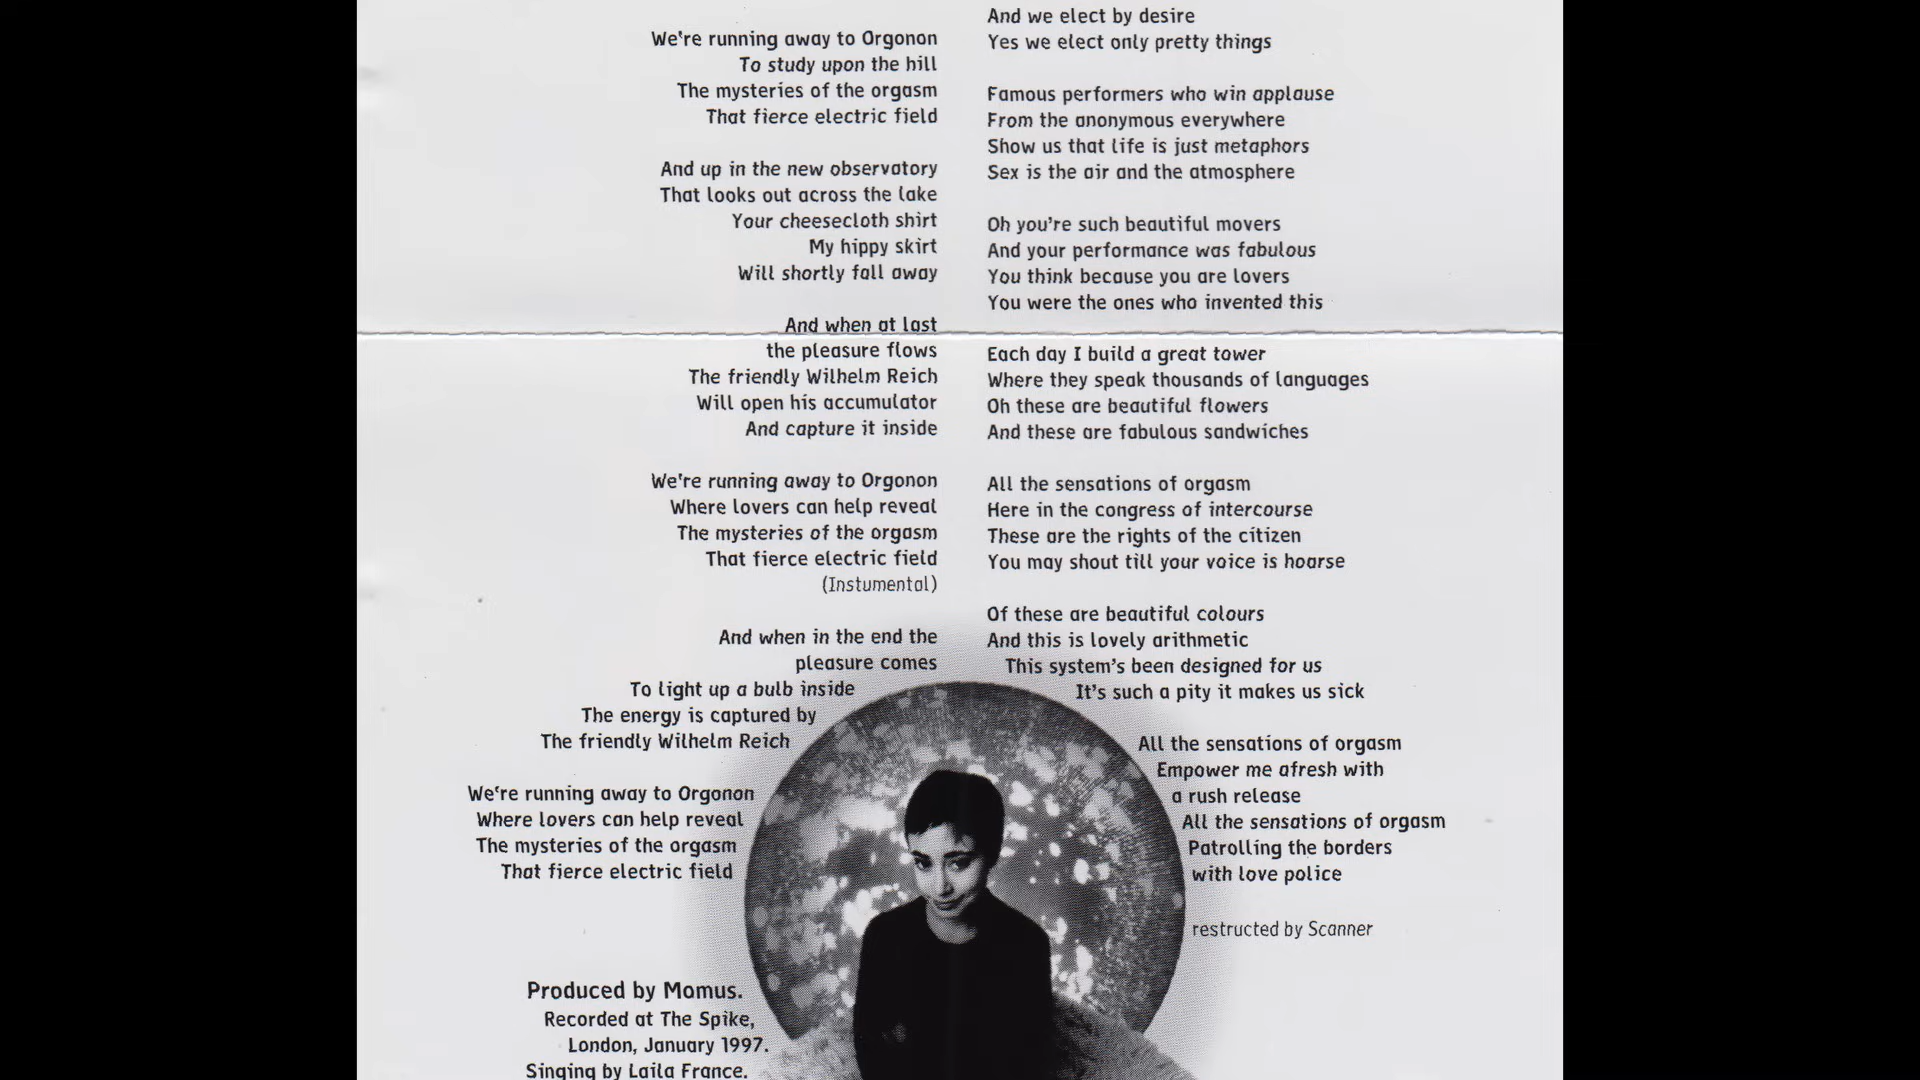 We're running away to Orgonon
To study upon the hill
The mysteries of the orgasm
That fierce electric field
And up in the new observatory
That looks out across the lake
Your cheesecloth shirt
My hippy skirt
Will shortly fall away
And when at last
the pleasure flows
The friendly Wilhelm Reich
Will open his accumulator
And capture it inside
We're running away to Orgonon
Where lovers can help reveal
The mysteries of the orgasm
That fierce electric field
(Instumental)
And when in the end the
pleasure comes
To light up a bulb inside
The energy is captured by
The friendly Wilhelm Reich
We're running away to Orgonon
Where lovers can help reveal
The mysteries of the orgasm
That fierce electric field
Produced by Momus.
Recorded at The Spike,
London, January 1997.
Singing by Laila France.
And we elect by desire
Yes we elect only pretty things
Famous performers who win applause
From the anonymous everywhere
Show us that life is just metaphors
Sex is the air and the atmosphere
Oh you're such beautiful movers
And your performance was fabulous
You think because you are lovers
You were the ones who invented this
Each day I build a great tower
Where they speak thousands of languages
Oh these are beautiful flowers
And these are fabulous sandwiches
All the sensations of orgasm
Here in the congress of intercourse
These are the rights of the citizen
You may shout till your voice is hoarse
Of these are beautiful colours
And this is lovely arithmetic
This system's been designed for us
It's such a pity it makes us sick
All the sensations of orgasm
Empower me afresh with
a rush release
All the sensations of orgasm
Patrolling the borders
with love police
restructed by Scanner